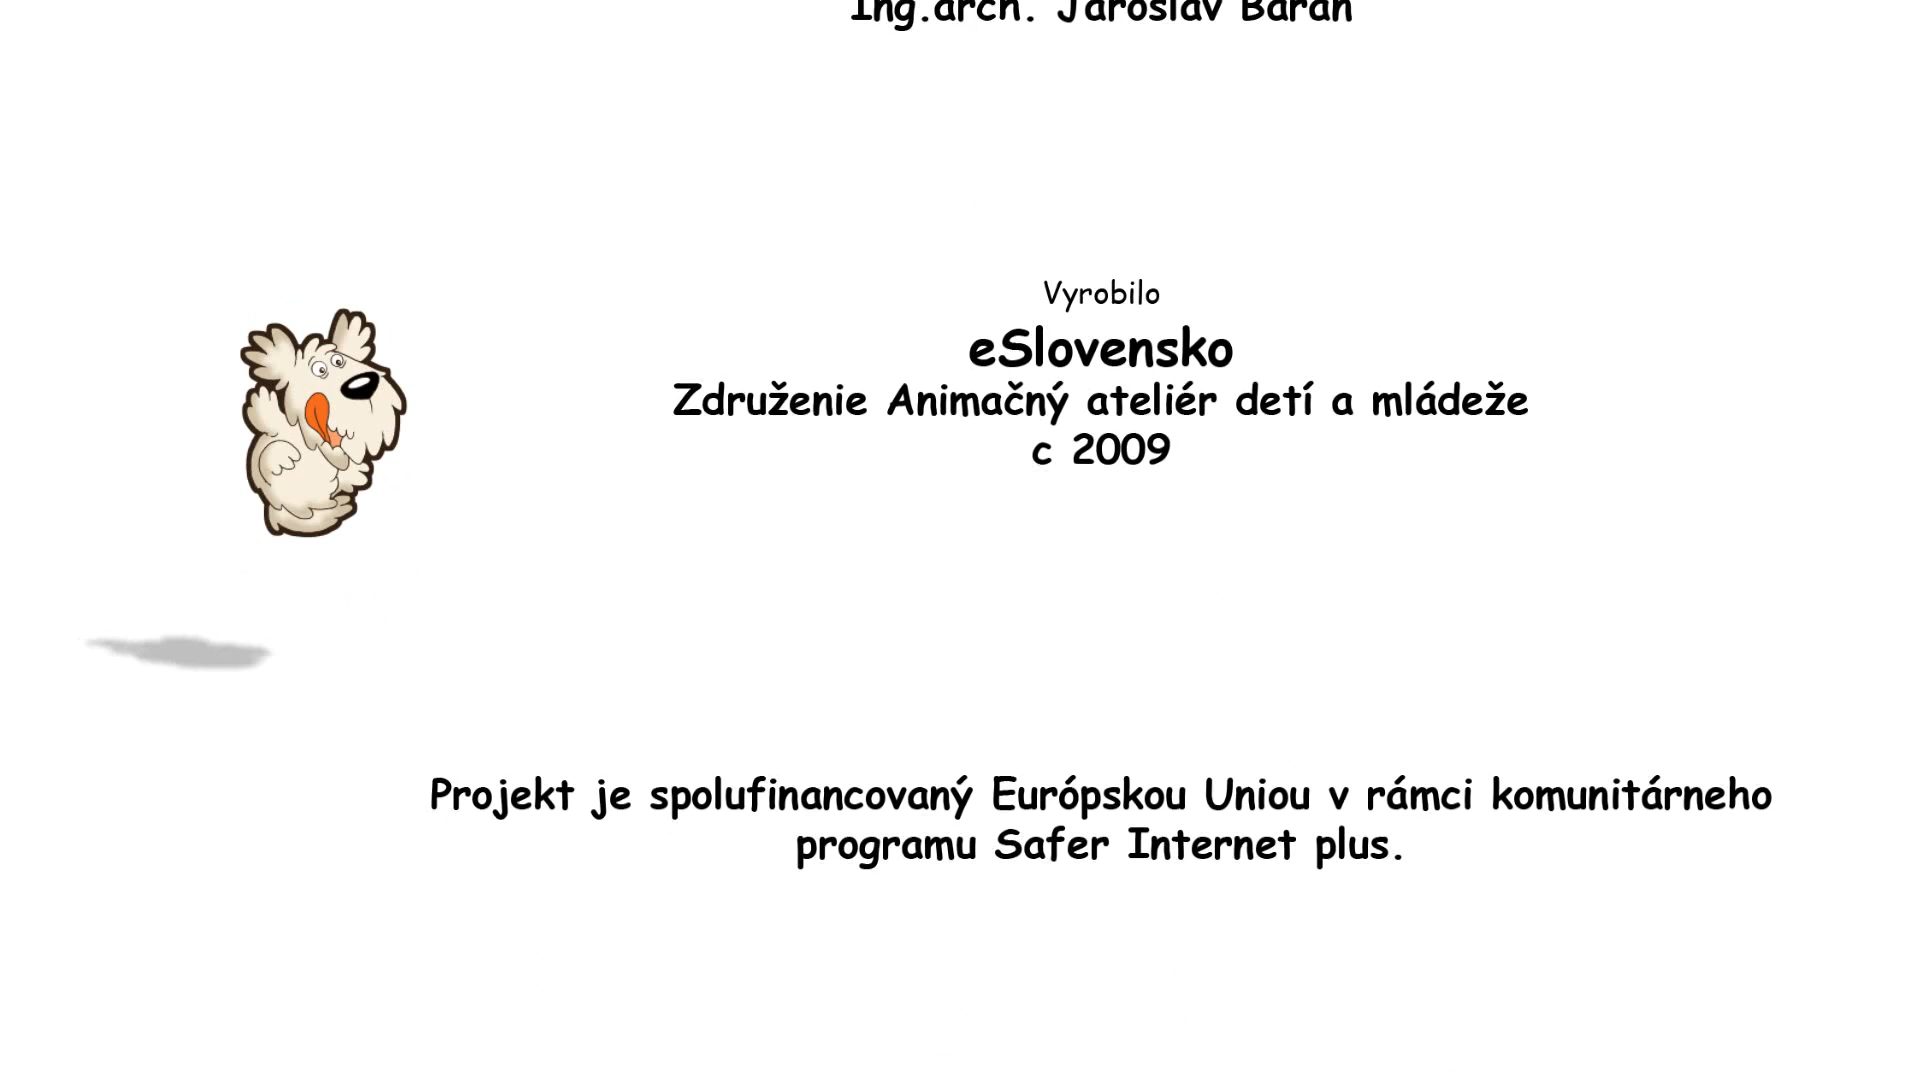 Ing.arch. Jaroslav Baran
Vyrobilo
eSlovensko
Združenie Animačný ateliér detí a mládeže
c 2009
Projekt je spolufinancovaný Európskou Uniou v rámci komunitárneho
programu Safer Internet plus.